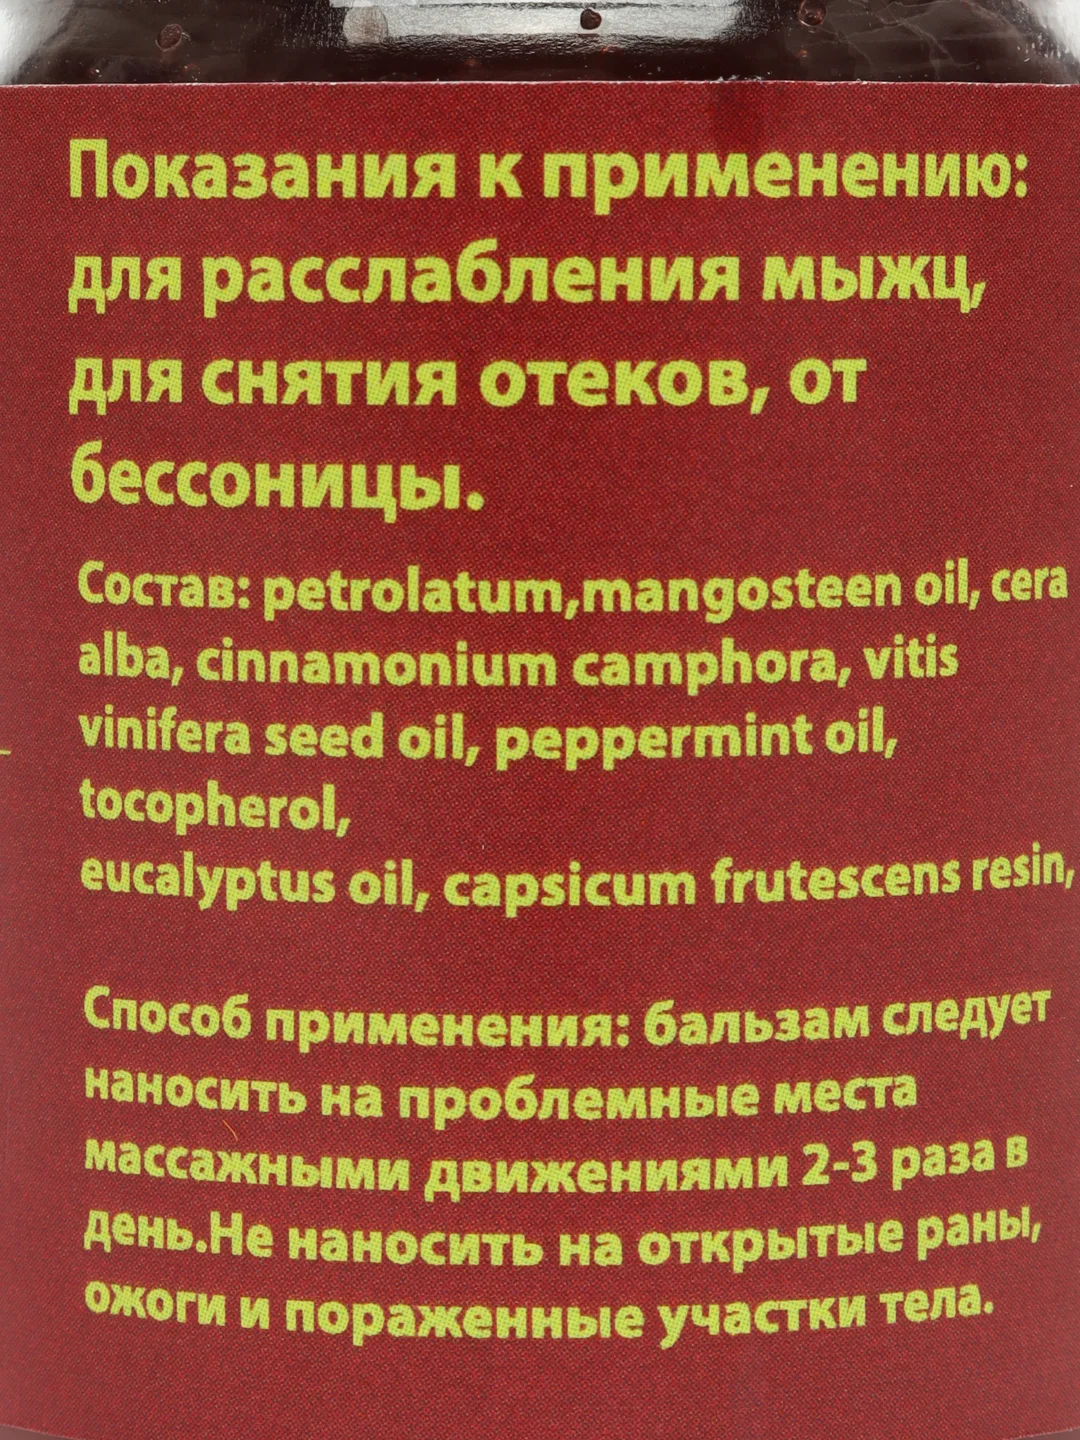 Показания к применению:
для расслабления мыжц,
для снятия отеков, от
бессоницы.
Состав: petrolatum,mangosteen oil, cera
alba, cinnamonium camphora, vitis
vinifera seed oil, peppermint oil,
tocopherol,
eucalyptus oil, capsicum frutescens resin,
Способ применения: бальзам следует
наносить на проблемные места
массажными движениями 2-3 раза в
день.Не наносить на открытые раны,
ожоги и пораженные участки тела.